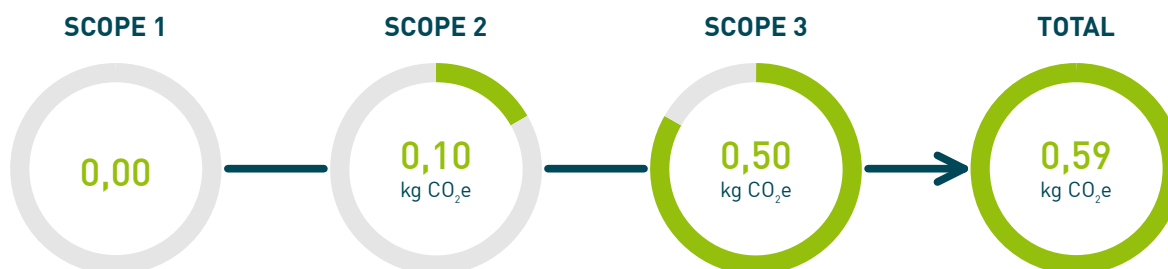 SCOPE 1
SCOPE 2
SCOPE 3
TOTAL
0,00
0,10
kg CO₂e
0,50
kg CO₂e
0,59
kg CO₂e